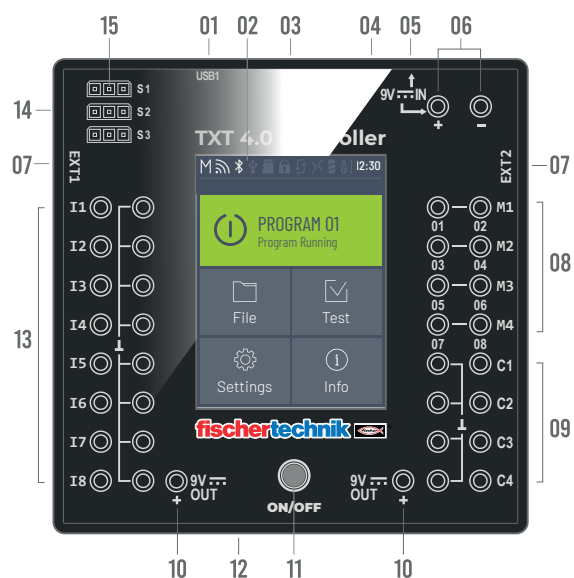 15 01 02 03 04 05 06
USB1
S1
S2
S3
14
9V IN
+ -
TXT 4.0 oller
07 EXT1
EXT2 07
M 12:30
I1
I2
I3
I4
I5
I6
I7
I8
13
PROGRAM 01
Program Running
File Test
Settings Info
fischertechnik
M1
01 02
M2
03 04
M3
05 06
M4
07 08
08
C1
C2
C3
C4
09
9V
OUT
+
ON/OFF
9V
OUT
+
10 12 11 10